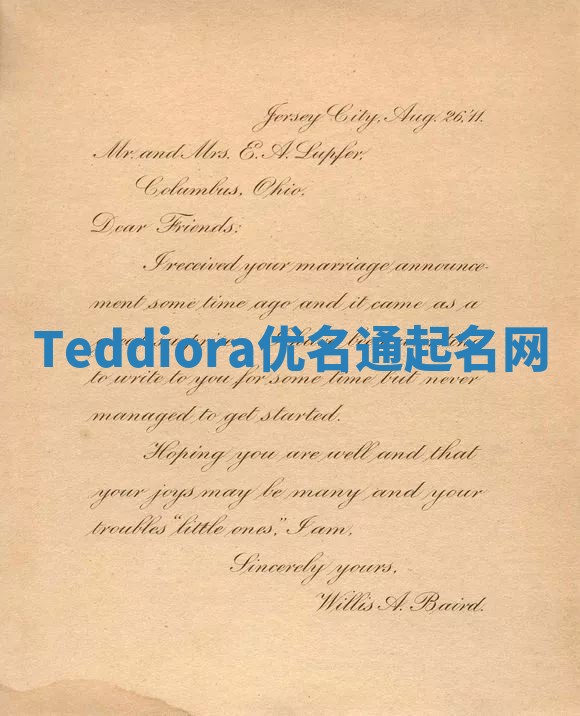 Jersey City, Aug. 26,'11.
Mr. and Mrs. E. A. Lupfer,
Columbus, Ohio.
Dear Friends:
I received your marriage announce-
ment some time ago and it came as a
Teddiora优名通起名网
to write to you for some time but never
managed to get started.
Hoping you are well and that
your joys may be many and your
troubles "little ones," I am,
Sincerely yours,
Willis A. Baird.